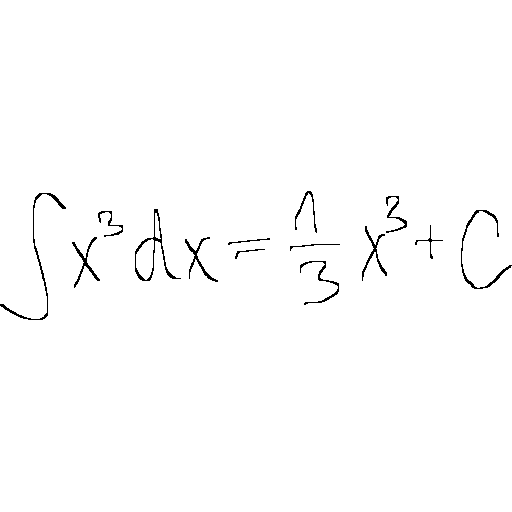 ∫x³dx = 1/3 x³ + C